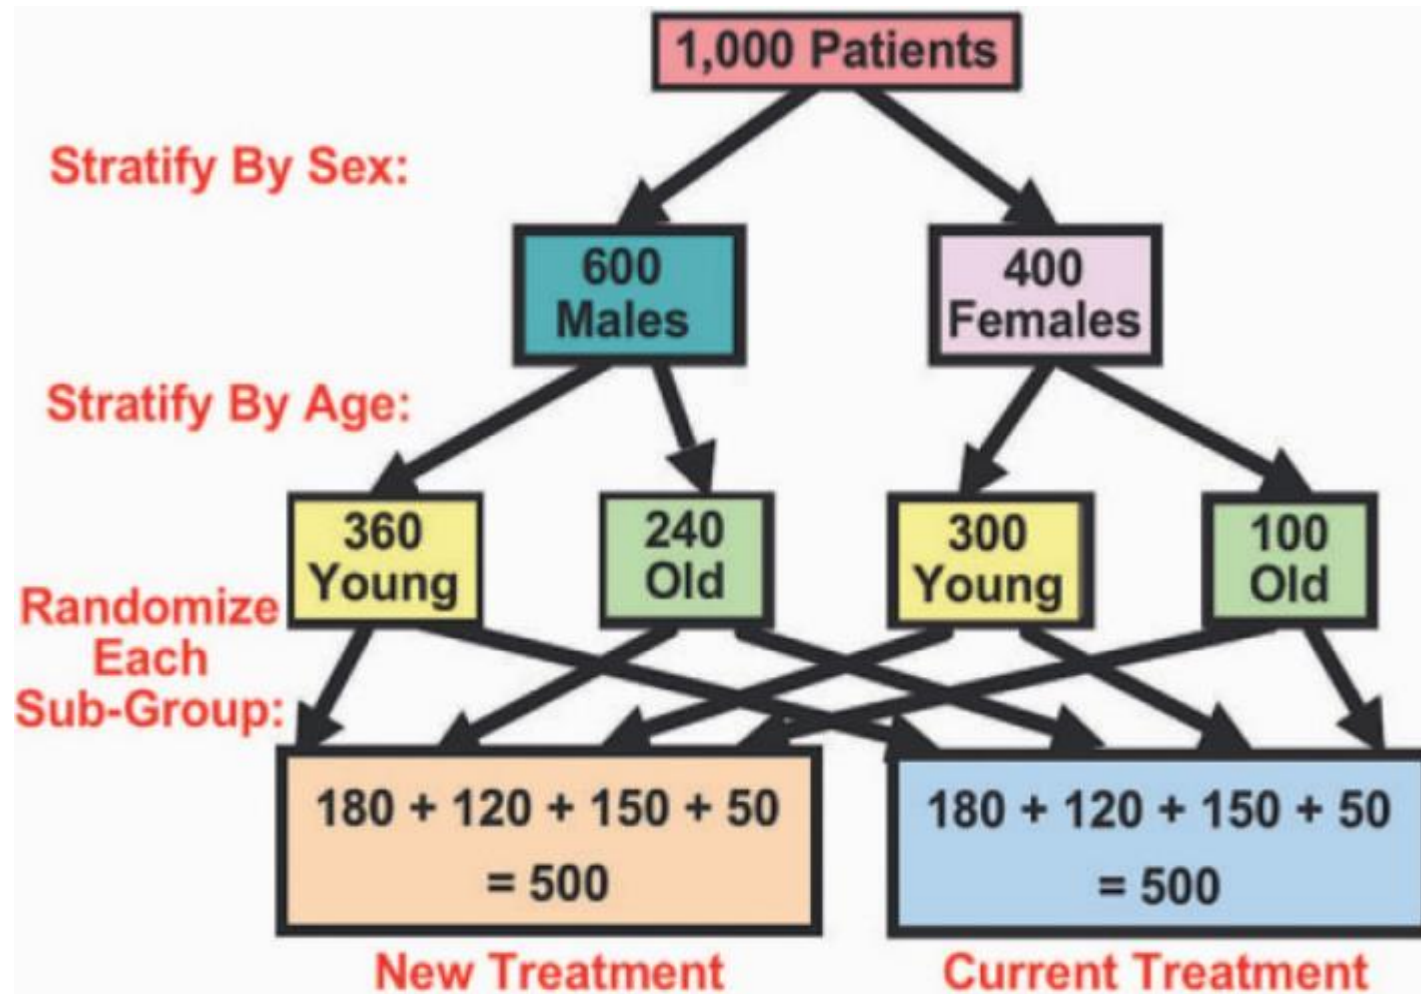 1,000 Patients
Stratify By Sex:
600
Males
400
Females
Stratify By Age:
360
Young
240
Old
300
Young
100
Old
Randomize
Each
Sub-Group:
180 + 120 + 150 + 50
= 500
180 + 120 + 150 + 50
= 500
New Treatment
Current Treatment